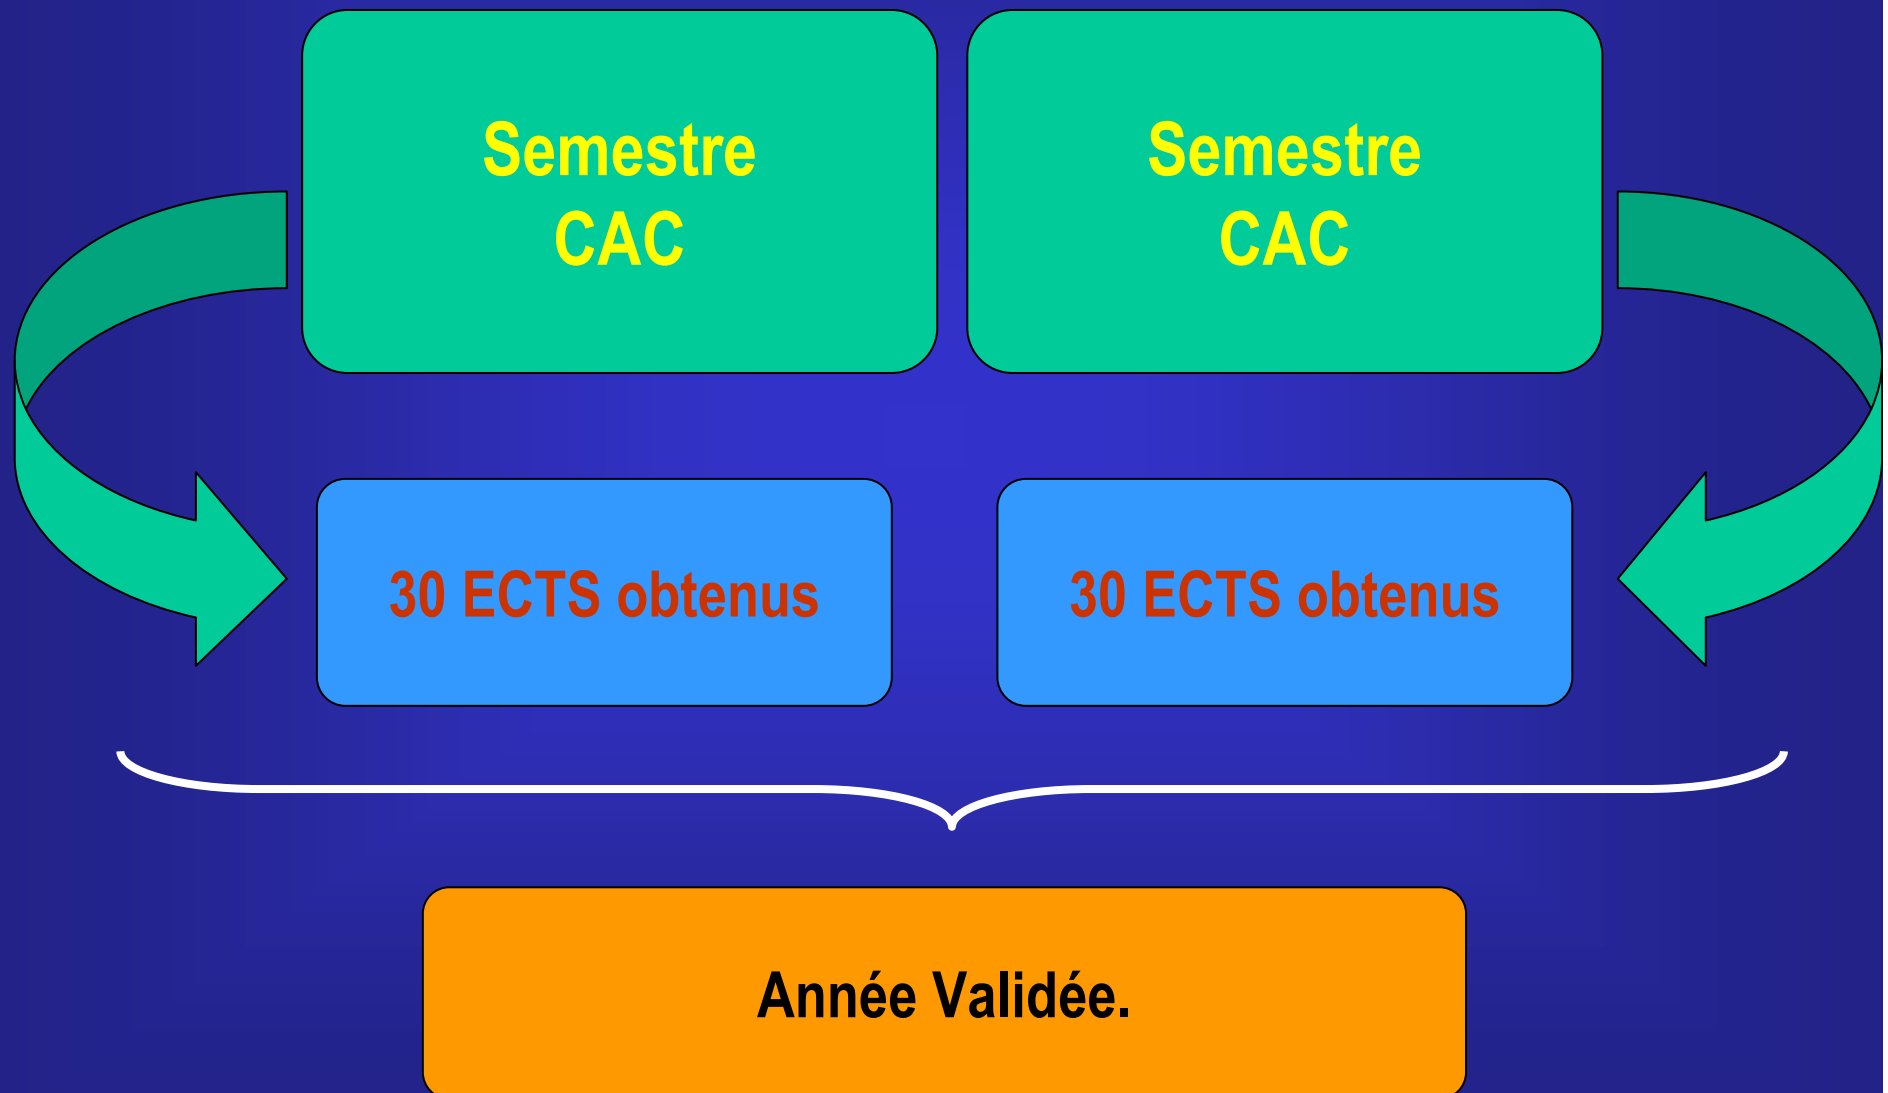 Semestre
CAC
Semestre
CAC
30 ECTS obtenus
30 ECTS obtenus
Année Validée.